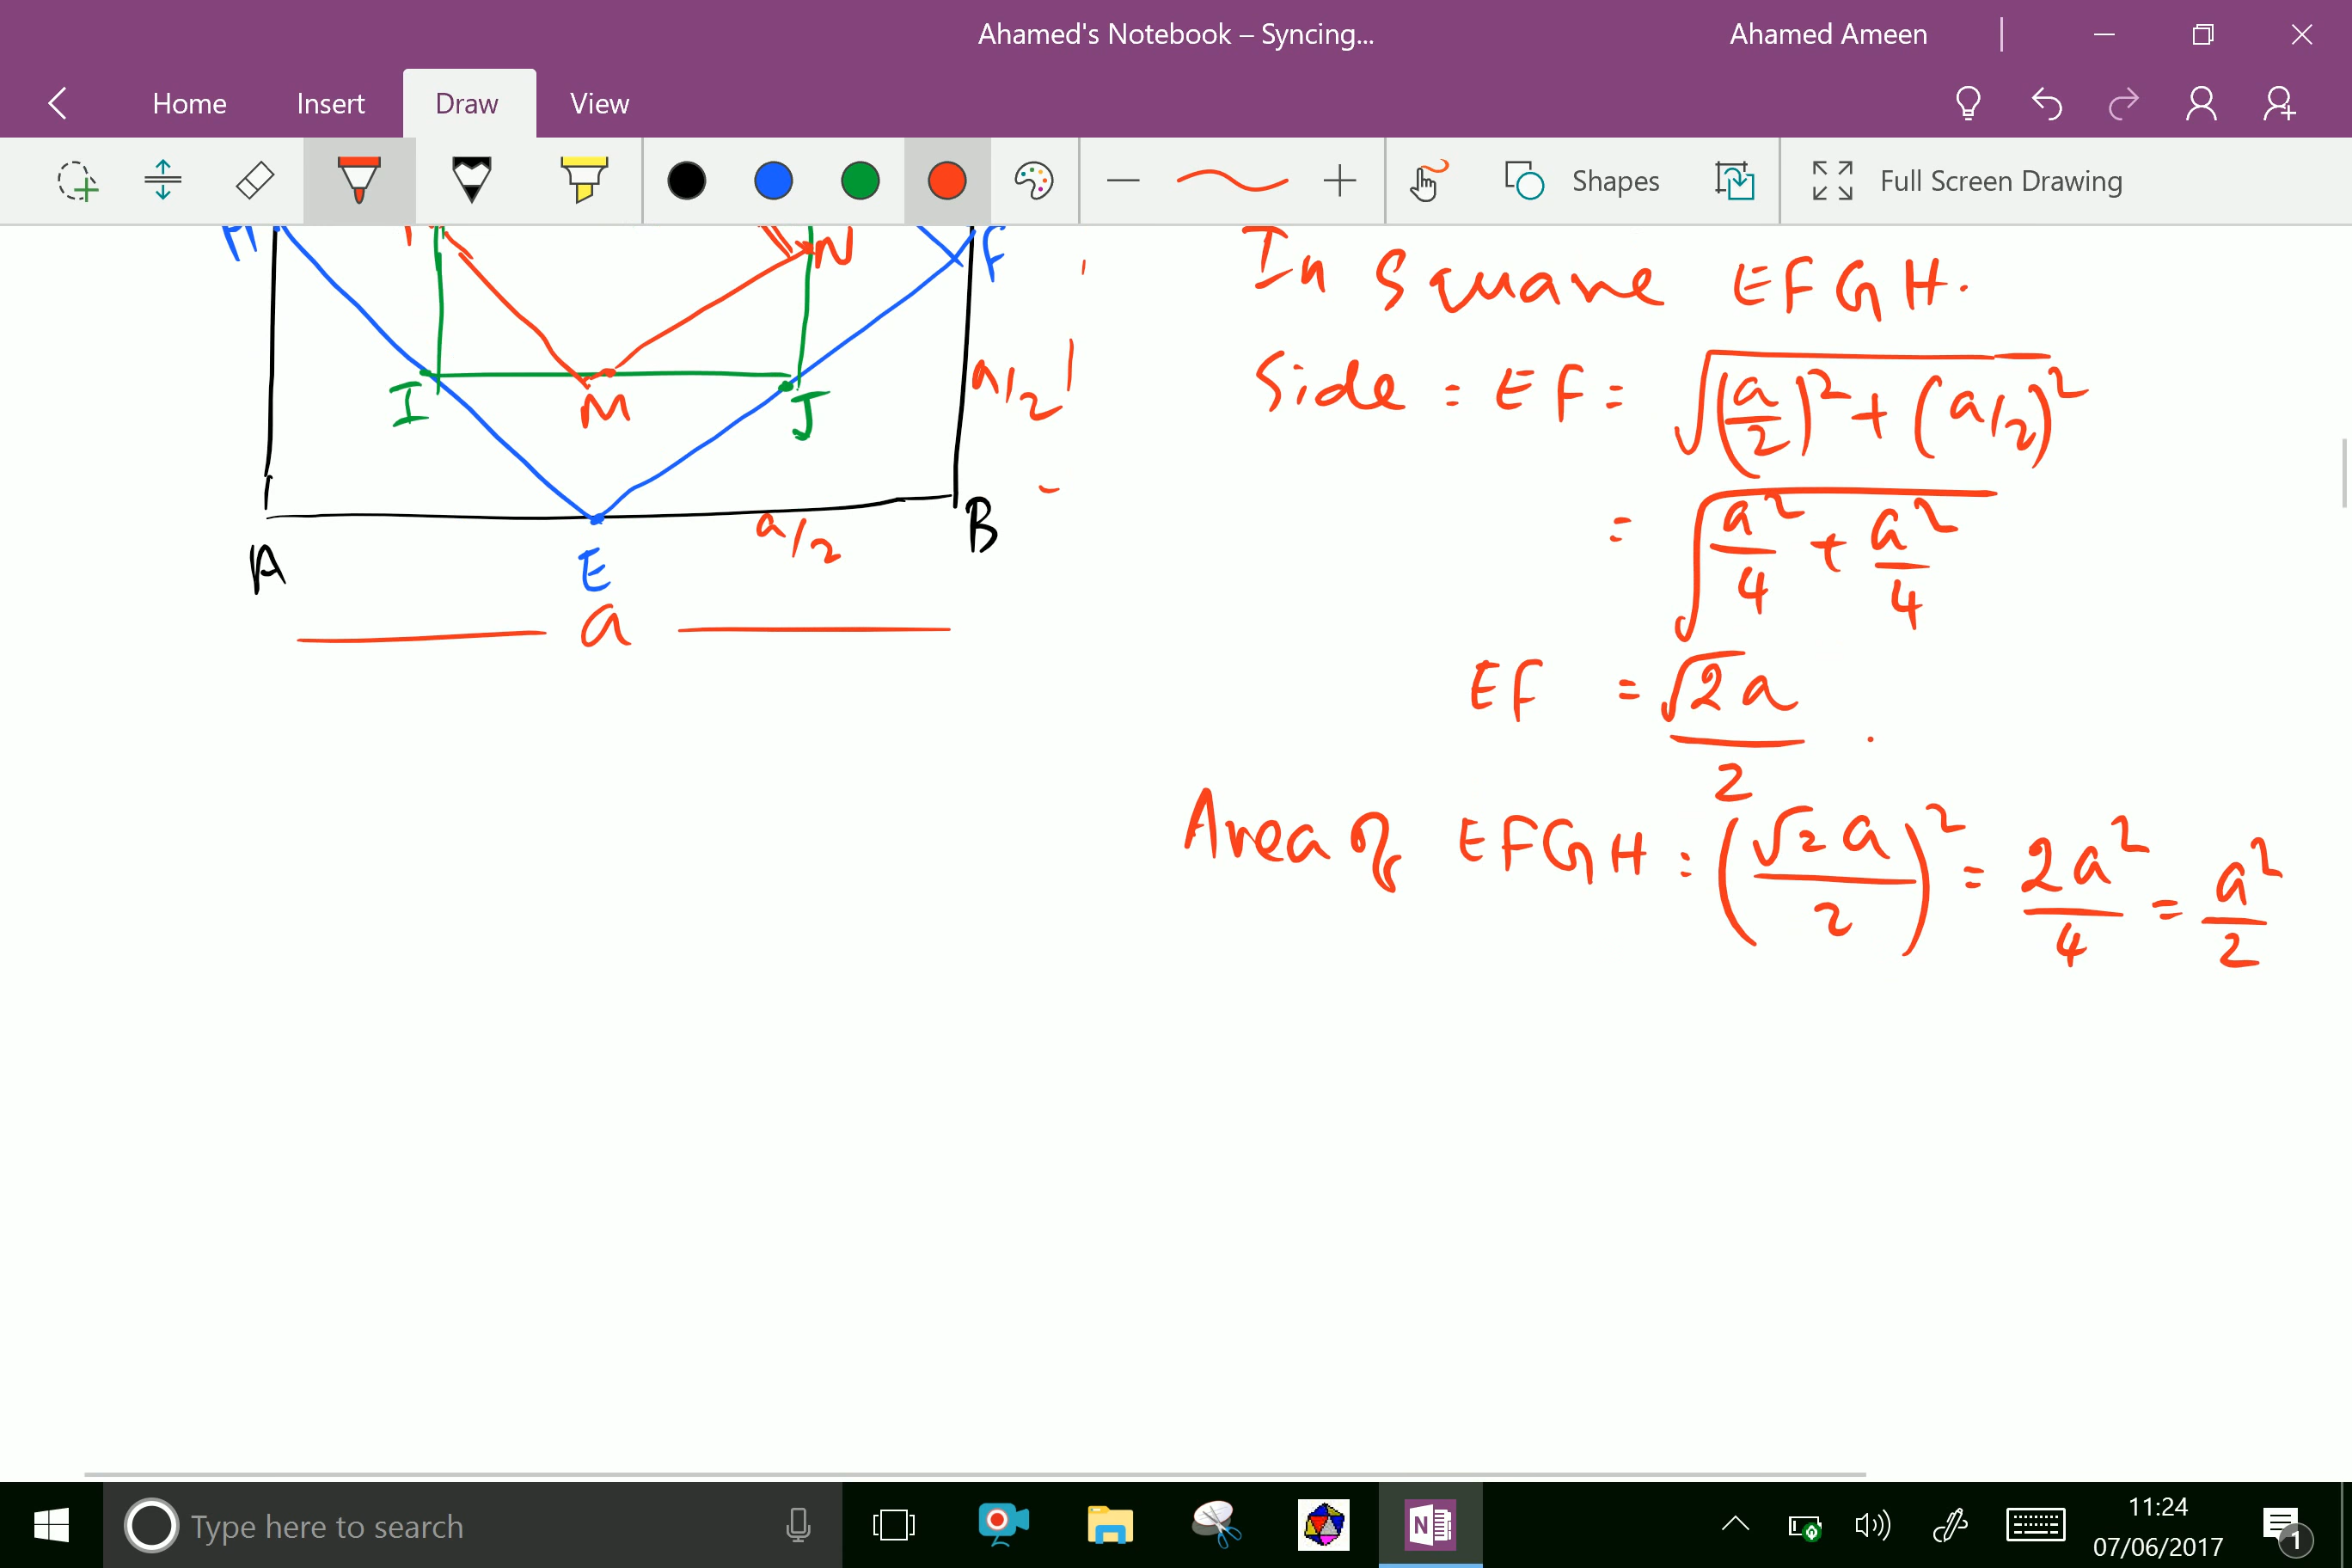 Ahamed's Notebook – Syncing...
Ahamed Ameen
Home Insert Draw View
Shapes
Full Screen Drawing
H
N
F
I
M
J
a/2
A
E
a/2
B
a
In Square EFGH.
Side = EF = √((a/2)² + (a/2)²)
= √(a²/4 + a²/4)
EF = √2a/2
Area of EFGH = (√2a/2)² = 2a²/4 = a²/2
Type here to search
N
11:24
07/06/2017
1